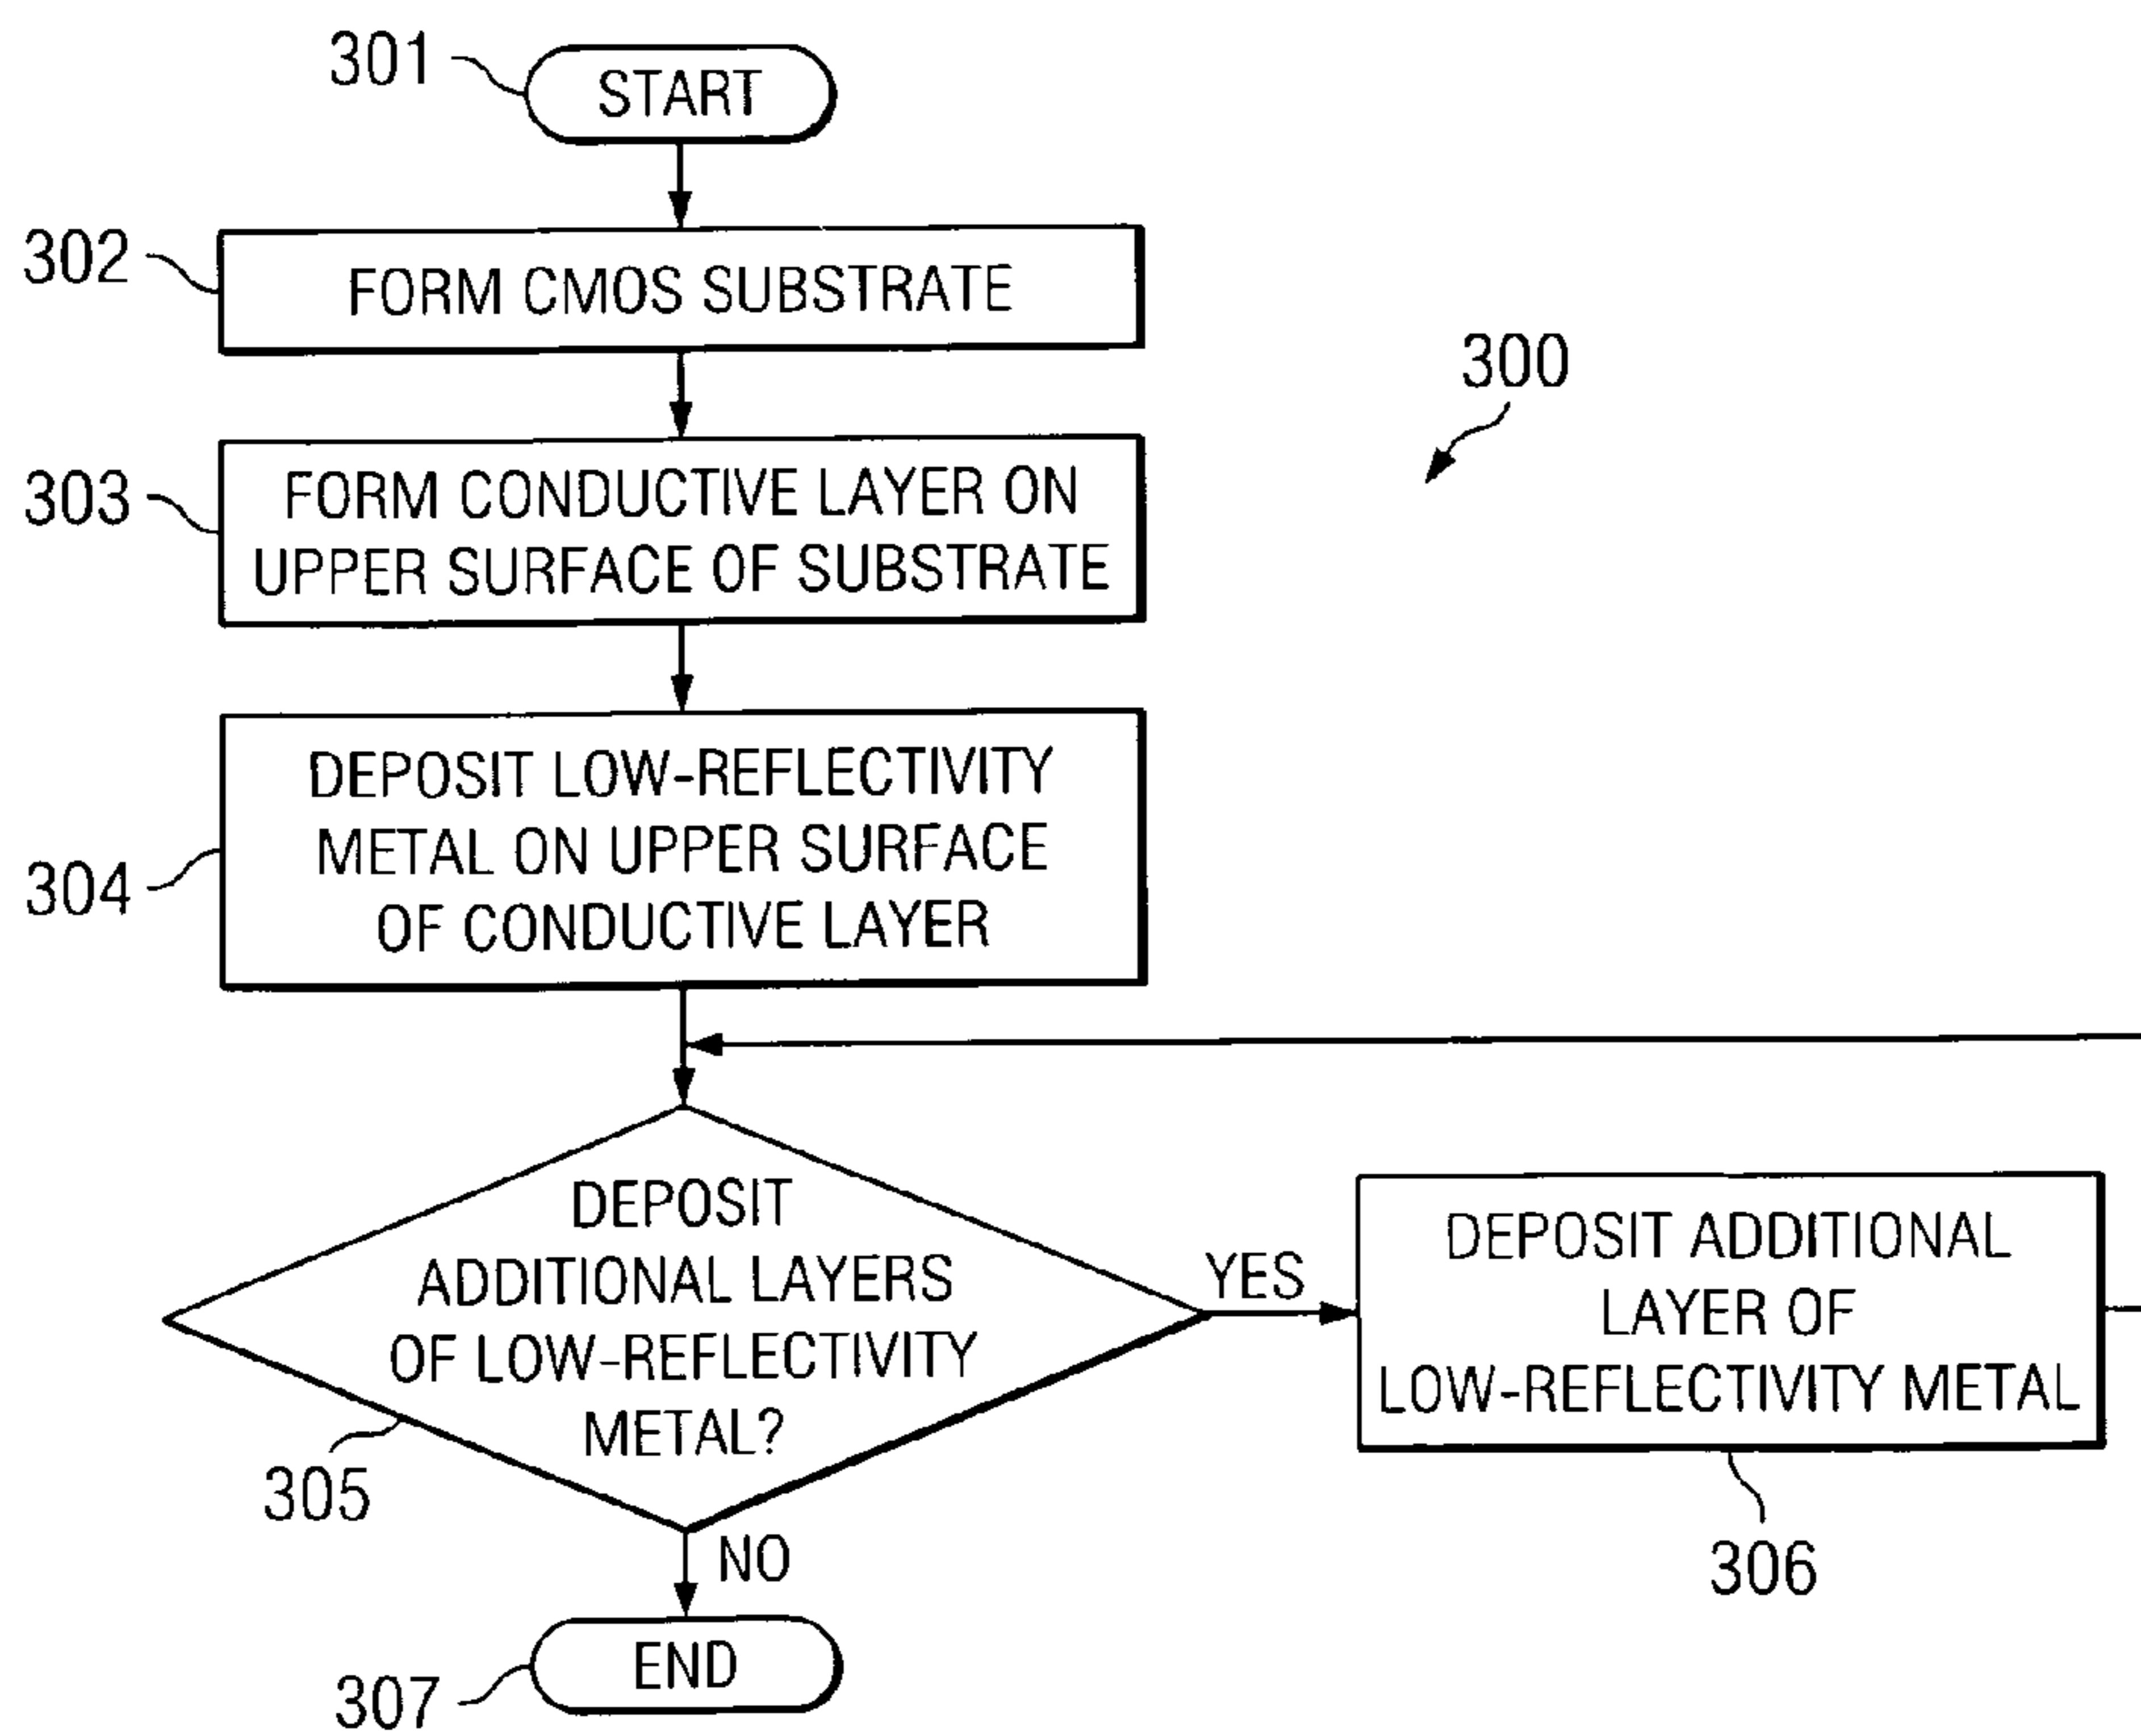 301
START
302
FORM CMOS SUBSTRATE
300
303
FORM CONDUCTIVE LAYER ON
UPPER SURFACE OF SUBSTRATE
304
DEPOSIT LOW-REFLECTIVITY
METAL ON UPPER SURFACE
OF CONDUCTIVE LAYER
DEPOSIT
ADDITIONAL LAYERS
OF LOW-REFLECTIVITY
METAL?
305
YES
DEPOSIT ADDITIONAL
LAYER OF
LOW-REFLECTIVITY METAL
306
NO
END
307